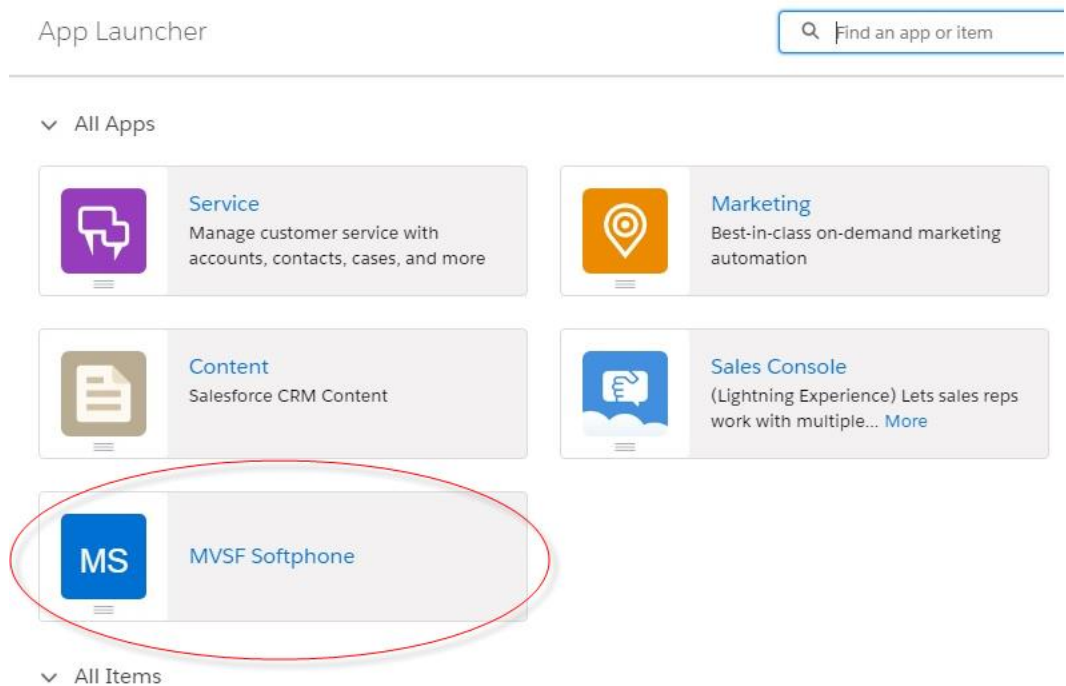 App Launcher
Find an app or item
All Apps
Service
Manage customer service with
accounts, contacts, cases, and more
Marketing
Best-in-class on-demand marketing
automation
Content
Salesforce CRM Content
Sales Console
(Lightning Experience) Lets sales reps
work with multiple... More
MS
MVSF Softphone
All Items